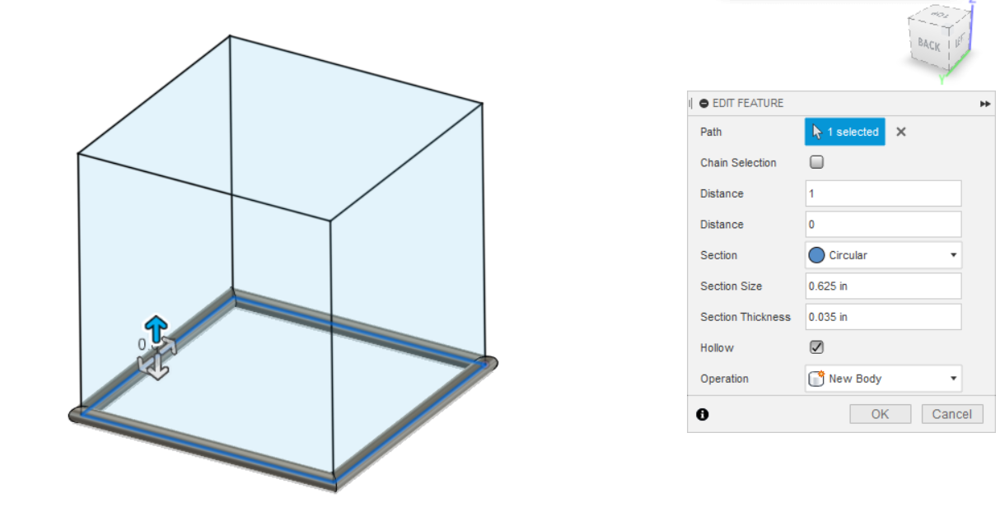 Z
TOP
BACK
LEFT
Y
EDIT FEATURE
Path
1 selected
Chain Selection
Distance
1
Distance
0
Section
Circular
Section Size
0.625 in
Section Thickness
0.035 in
Hollow
Operation
New Body
OK
Cancel
0.